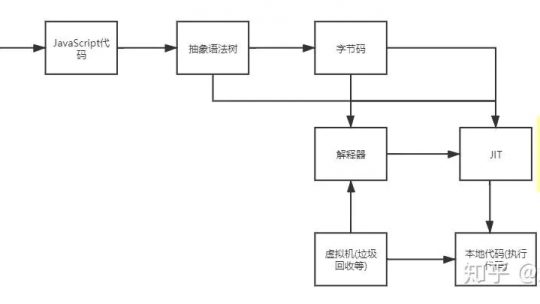 JavaScript代
码
抽象语法树
字节码
解释器
JIT
虚拟机(垃圾
回收等)
本地代码(执行
知乎